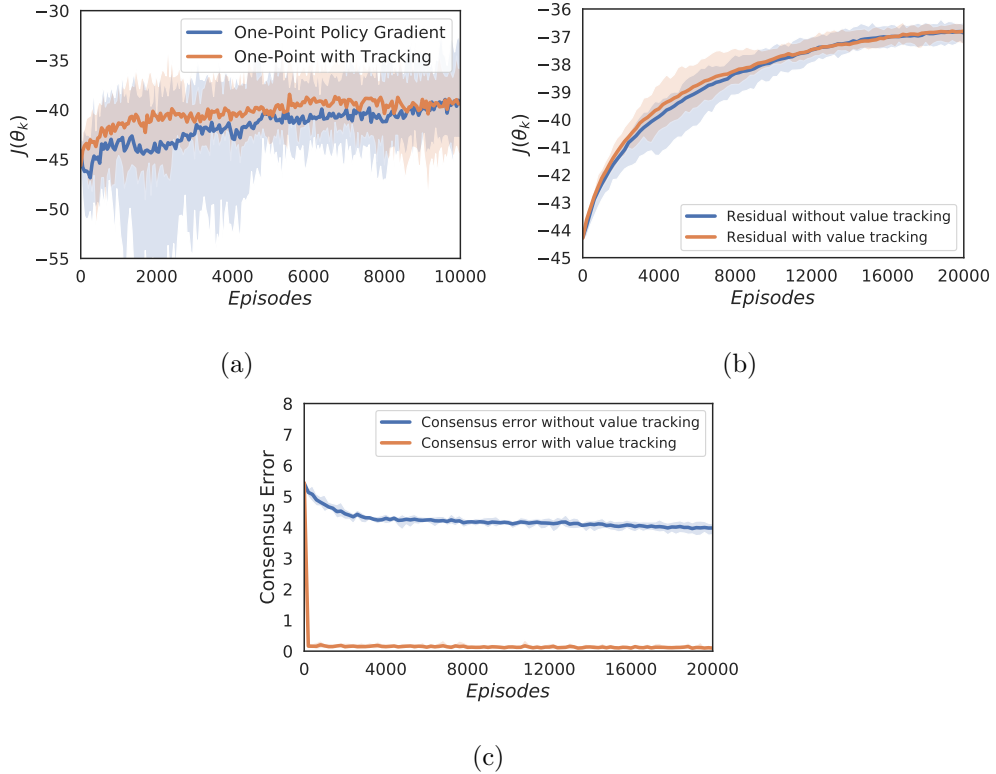 −30
−35
−40
−45
−50
−55
J(θk)
0
2000
4000
6000
8000
10000
Episodes
One-Point Policy Gradient
One-Point with Tracking
(a)
−36
−37
−38
−39
−40
−41
−42
−43
−44
−45
J(θk)
0
4000
8000
12000
16000
20000
Episodes
Residual without value tracking
Residual with value tracking
(b)
8
7
6
5
4
3
2
1
0
Consensus Error
0
4000
8000
12000
16000
20000
Episodes
Consensus error without value tracking
Consensus error with value tracking
(c)